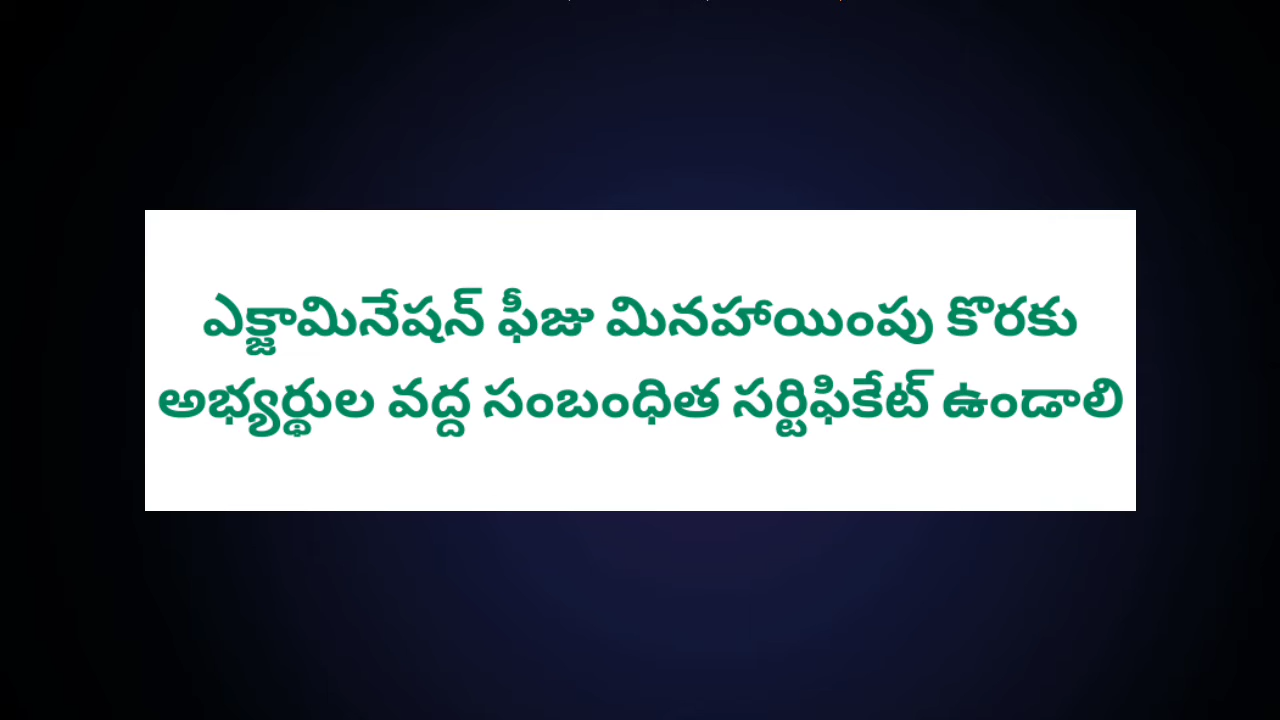 ఎక్జామినేషన్ ఫీజు మినహాయింపు కొరకు
అభ్యర్థుల వద్ద సంబంధిత సర్టిఫికేట్ ఉండాలి